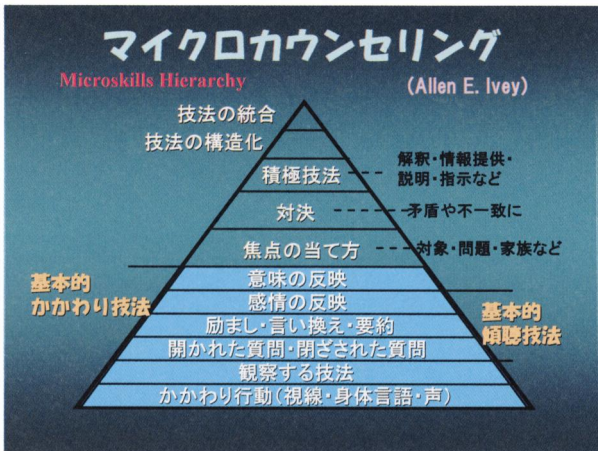 マイクロカウンセリング
Microskills Hierarchy
(Allen E. Ivey)
技法の統合
技法の構造化
積極技法
解釈・情報提供・
説明・指示など
対決
矛盾や不一致に
焦点の当て方
対象・問題・家族など
基本的
かかわり技法
意味の反映
感情の反映
励まし・言い換え・要約
開かれた質問・閉ざされた質問
観察する技法
かかわり行動(視線・身体言語・声)
基本的
傾聴技法